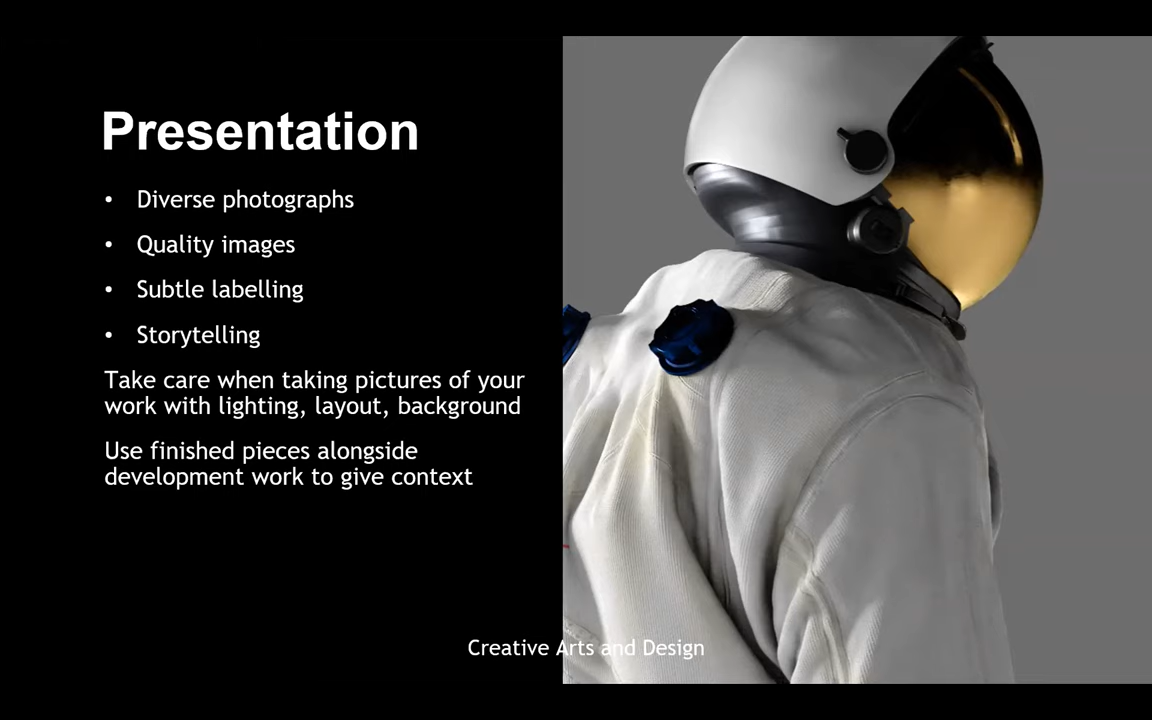 Presentation
• Diverse photographs
• Quality images
• Subtle labelling
• Storytelling
Take care when taking pictures of your
work with lighting, layout, background
Use finished pieces alongside
development work to give context
Creative Arts and Design